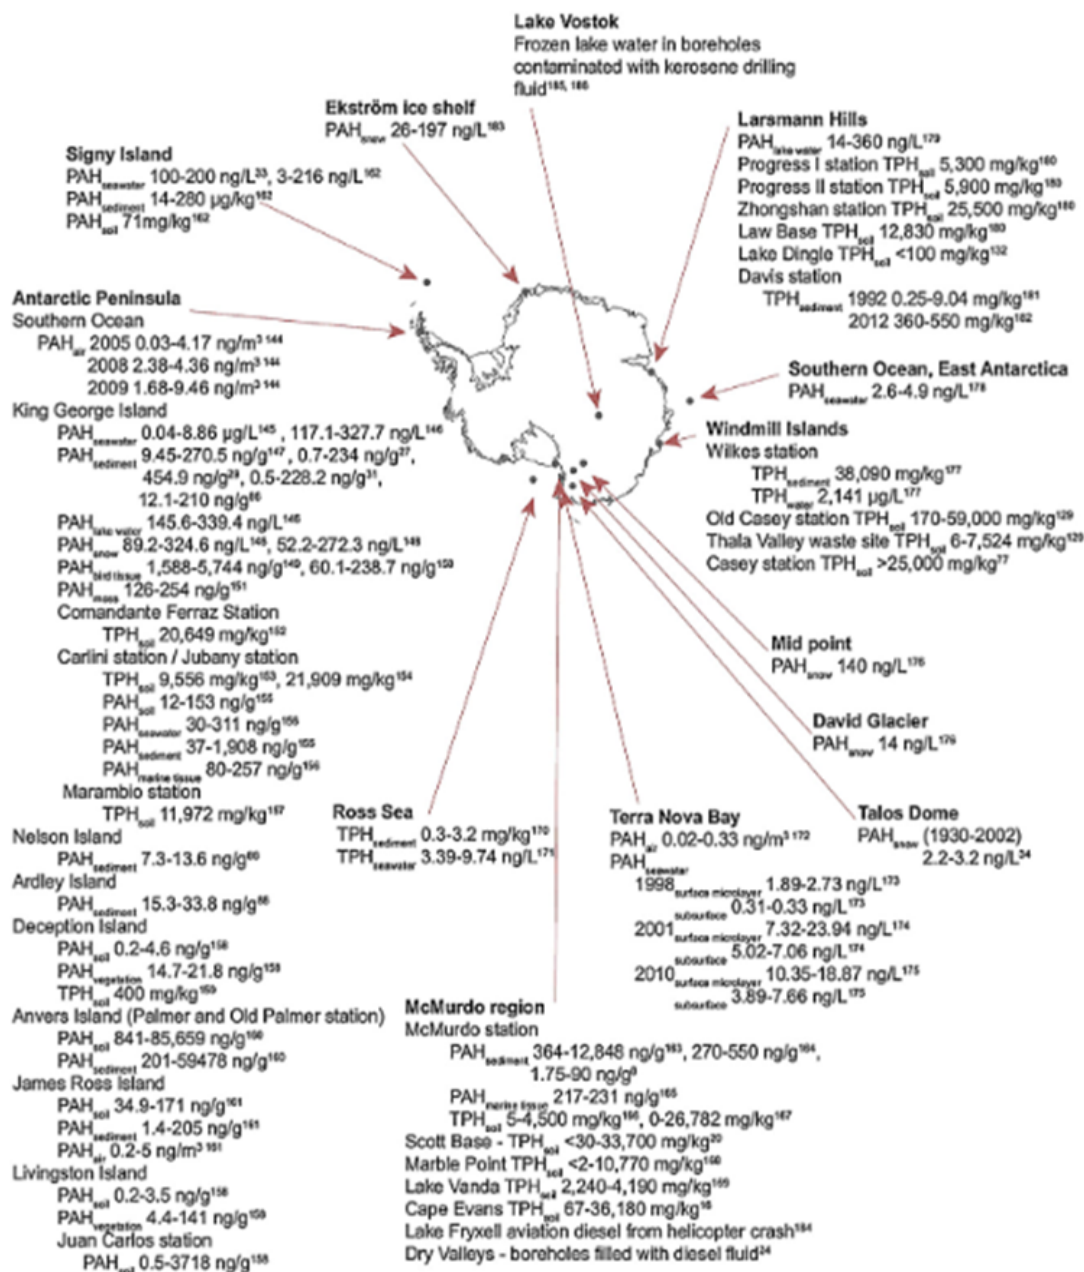 Lake Vostok
Frozen lake water in boreholes
contaminated with kerosene drilling
fluid185, 186
Ekström ice shelf
PAHsnow 26-197 ng/L183
Larsmann Hills
PAHlake water 14-360 ng/L179
Progress I station TPHsoil 5,300 mg/kg180
Progress II station TPHsoil 5,900 mg/kg180
Zhongshan station TPHsoil 25,500 mg/kg180
Law Base TPHsoil 12,830 mg/kg180
Lake Dingle TPHsoil <100 mg/kg132
Davis station
TPHsediment 1992 0.25-9.04 mg/kg181
2012 360-550 mg/kg182
Signy Island
PAHseawater 100-200 ng/L33, 3-216 ng/L162
PAHsediment 14-280 µg/kg162
PAHsoil 71mg/kg162
Antarctic Peninsula
Southern Ocean
PAHair 2005 0.03-4.17 ng/m3 144
2008 2.38-4.36 ng/m3 144
2009 1.68-9.46 ng/m3 144
King George Island
PAHseawater 0.04-8.86 µg/L145 , 117.1-327.7 ng/L146
PAHsediment 9.45-270.5 ng/g147, 0.7-234 ng/g27,
454.9 ng/g29, 0.5-228.2 ng/g31,
12.1-210 ng/g66
PAHlake water 145.6-339.4 ng/L146
PAHsnow 89.2-324.6 ng/L148, 52.2-272.3 ng/L149
PAHbird tissue 1,588-5,744 ng/g149, 60.1-238.7 ng/g150
PAHmoss 126-254 ng/g151
Comandante Ferraz Station
TPHsoil 20,649 mg/kg152
Carlini station / Jubany station
TPHsoil 9,556 mg/kg153, 21,909 mg/kg154
PAHsoil 12-153 ng/g155
PAHseawater 30-311 ng/g156
PAHsediment 37-1,908 ng/g155
PAHmarine tissue 80-257 ng/g156
Marambio station
TPHsoil 11,972 mg/kg157
Nelson Island
PAHsediment 7.3-13.6 ng/g66
Ardley Island
PAHsediment 15.3-33.8 ng/g66
Deception Island
PAHsoil 0.2-4.6 ng/g158
PAHvegetation 14.7-21.8 ng/g158
TPHsoil 400 mg/kg159
Anvers Island (Palmer and Old Palmer station)
PAHsoil 841-85,659 ng/g160
PAHsediment 201-59478 ng/g160
James Ross Island
PAHsoil 34.9-171 ng/g161
PAHsediment 1.4-205 ng/g161
PAHair 0.2-5 ng/m3 161
Livingston Island
PAHsoil 0.2-3.5 ng/g158
PAHvegetation 4.4-141 ng/g158
Juan Carlos station
PAHsoil 0.5-3718 ng/g158
Southern Ocean, East Antarctica
PAHseawater 2.6-4.9 ng/L178
Windmill Islands
Wilkes station
TPHsediment 38,090 mg/kg177
TPHwater 2,141 µg/L177
Old Casey station TPHsoil 170-59,000 mg/kg129
Thala Valley waste site TPHsoil 6-7,524 mg/kg129
Casey station TPHsoil >25,000 mg/kg77
Mid point
PAHsnow 140 ng/L176
David Glacier
PAHsnow 14 ng/L176
Talos Dome
PAHsnow (1930-2002)
2.2-3.2 ng/L34
Ross Sea
TPHsediment 0.3-3.2 mg/kg170
TPHseawater 3.39-9.74 ng/L171
Terra Nova Bay
PAHair 0.02-0.33 ng/m3 172
PAHseawater
1998surface microlayer 1.89-2.73 ng/L173
subsurface 0.31-0.33 ng/L173
2001surface microlayer 7.32-23.94 ng/L174
subsurface 5.02-7.06 ng/L174
2010surface microlayer 10.35-18.87 ng/L175
subsurface 3.89-7.66 ng/L175
McMurdo region
McMurdo station
PAHsediment 364-12,848 ng/g163, 270-550 ng/g164,
1.75-90 ng/g9
PAHmarine tissue 217-231 ng/g165
TPHsoil 5-4,500 mg/kg166, 0-26,782 mg/kg167
Scott Base - TPHsoil <30-33,700 mg/kg20
Marble Point TPHsoil <2-10,770 mg/kg168
Lake Vanda TPHsoil 2,240-4,190 mg/kg169
Cape Evans TPHsoil 67-36,180 mg/kg16
Lake Fryxell aviation diesel from helicopter crash184
Dry Valleys - boreholes filled with diesel fluid24